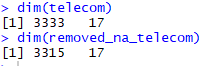 > dim(telecom)
[1] 3333   17
> dim(removed_na_telecom)
[1] 3315   17
>